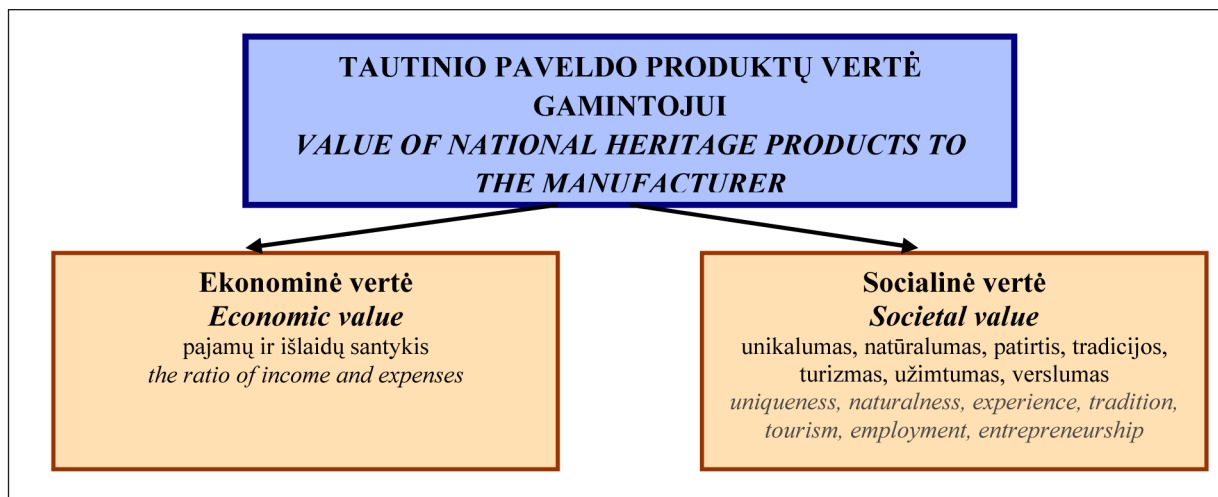 TAUTINIO PAVELDO PRODUKTŲ VERTĖ
GAMINTOJUI
VALUE OF NATIONAL HERITAGE PRODUCTS TO
THE MANUFACTURER
Ekonominė vertė
Economic value
pajamų ir išlaidų santykis
the ratio of income and expenses
Socialinė vertė
Societal value
unikalumas, natūralumas, patirtis, tradicijos,
turizmas, užimtumas, verslumas
uniqueness, naturalness, experience, tradition,
tourism, employment, entrepreneurship